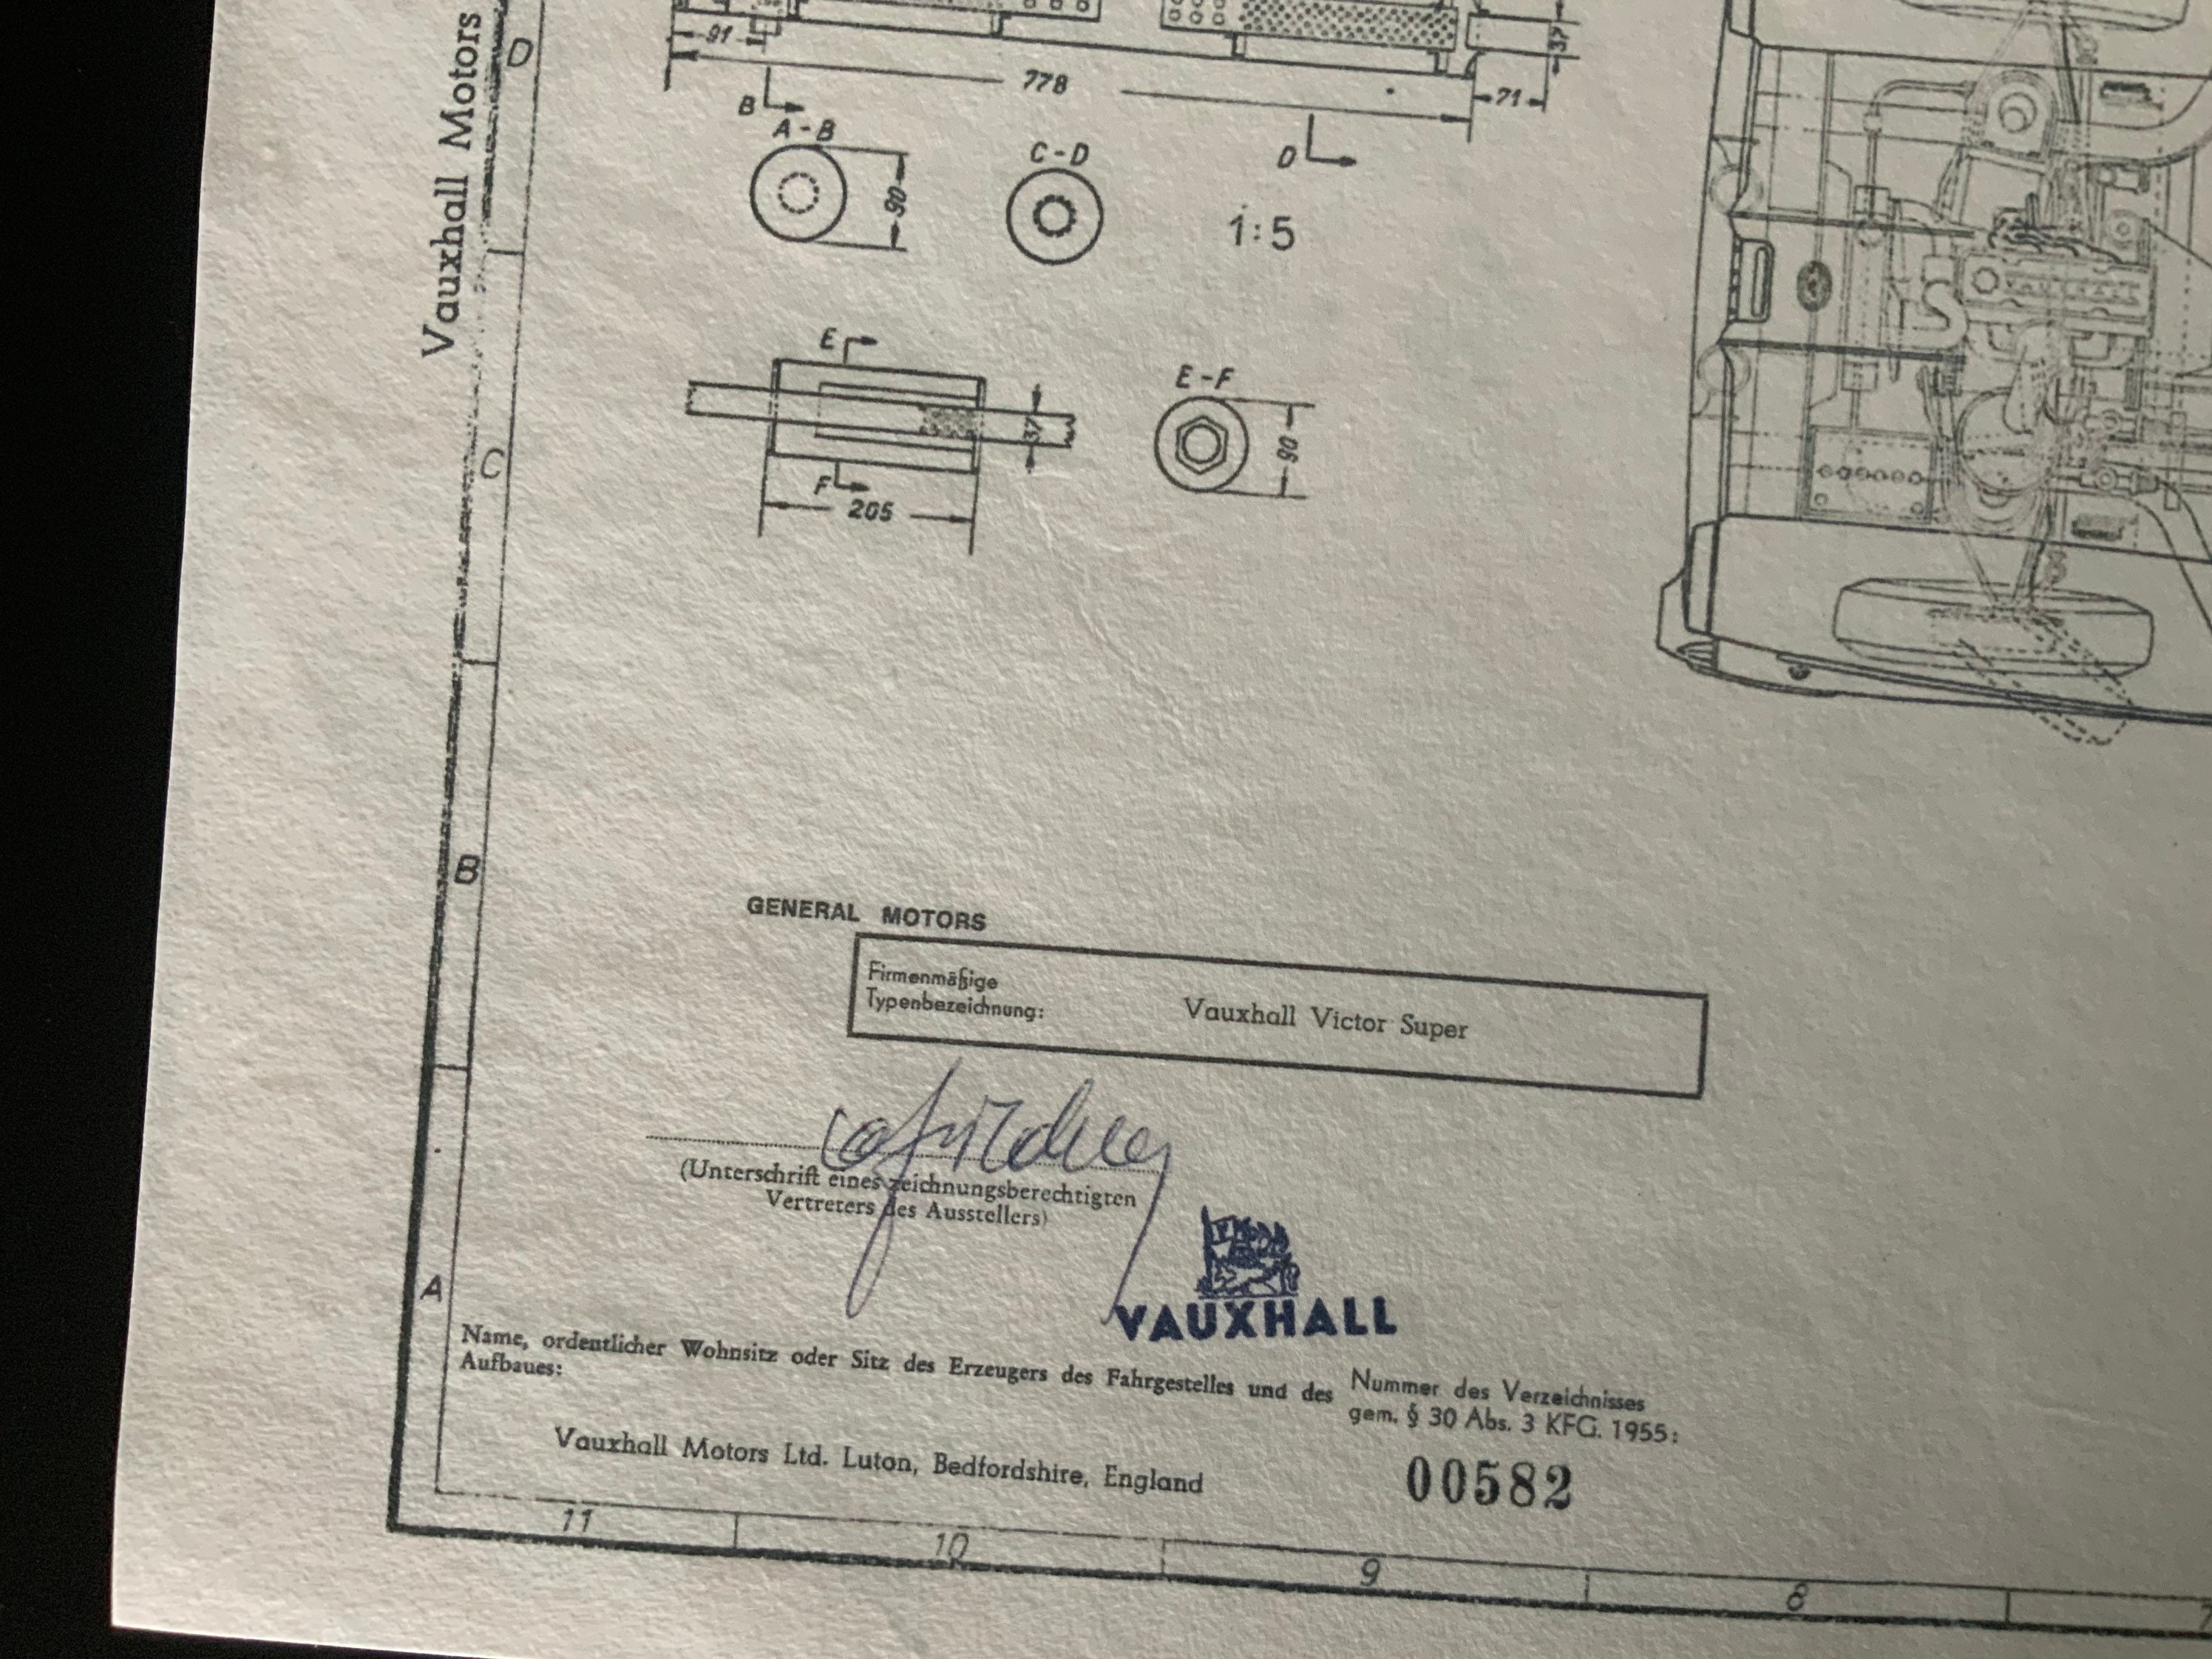 Vauxhall Motors
D
91
37
778
71
B
A-B
C-D
D
90
1:5
E
E-F
37
90
C
F
205
B
GENERAL MOTORS
Firmenmäßige
Typenbezeichnung:
Vauxhall Victor Super
(Unterschrift eines zeichnungsberechtigten
Vertreters des Ausstellers)
A
VAUXHALL
Name, ordentlicher Wohnsitz oder Sitz des Erzeugers des Fahrgestelles und des
Aufbaues:
Nummer des Verzeichnisses
gem. § 30 Abs. 3 KFG. 1955:
Vauxhall Motors Ltd. Luton, Bedfordshire, England
00582
11
10
9
8
7